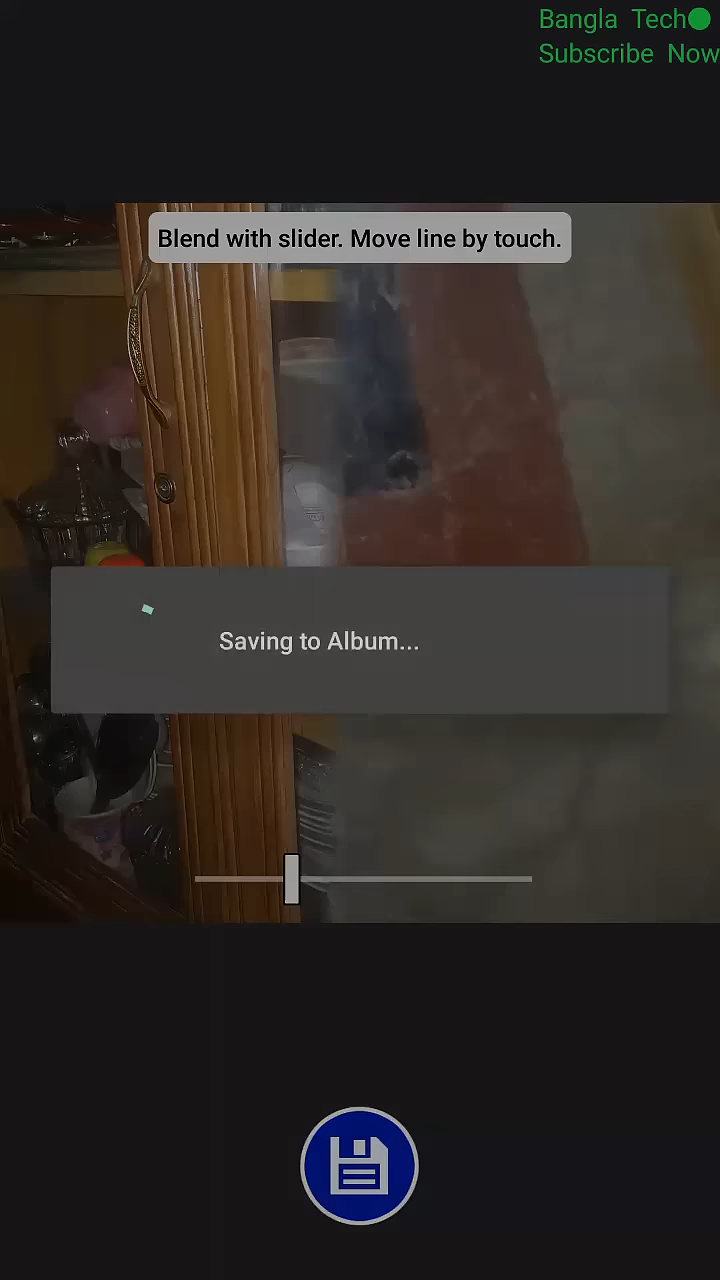 Bangla Tech
Subscribe Now
Blend with slider. Move line by touch.
Saving to Album...